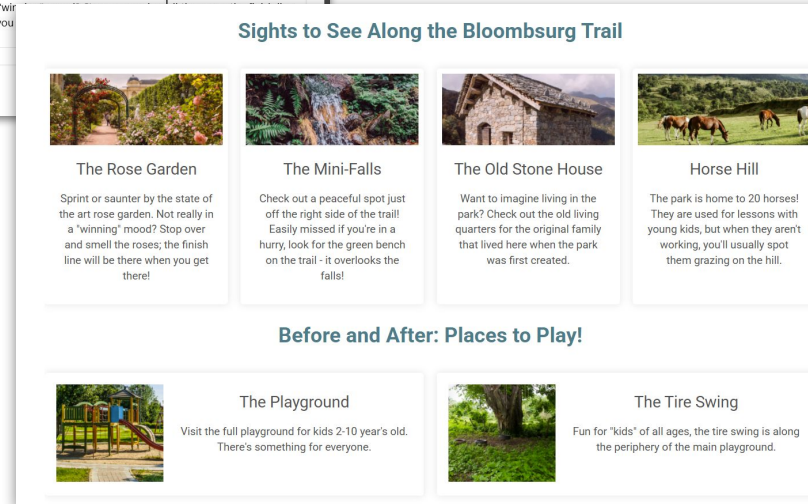 you
Sights to See Along the Bloombsurg Trail
The Rose Garden
Sprint or saunter by the state of
the art rose garden. Not really in
a "winning" mood? Stop over
and smell the roses; the finish
line will be there when you get
there!
The Mini-Falls
Check out a peaceful spot just
off the right side of the trail!
Easily missed if you're in a
hurry, look for the green bench
on the trail - it overlooks the
falls!
The Old Stone House
Want to imagine living in the
park? Check out the old living
quarters for the original family
that lived here when the park
was first created.
Horse Hill
The park is home to 20 horses!
They are used for lessons with
young kids, but when they aren't
working, you'll usually spot
them grazing on the hill.
Before and After: Places to Play!
The Playground
Visit the full playground for kids 2-10 year's old.
There's something for everyone.
The Tire Swing
Fun for "kids" of all ages, the tire swing is along
the periphery of the main playground.